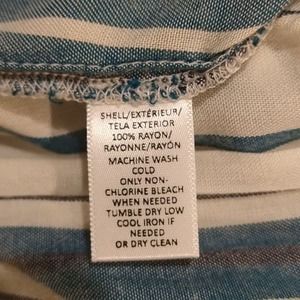 SHELL/EXTÉRIEUR/
TELA EXTERIOR
100% RAYON/
RAYONNE/RAYÓN
MACHINE WASH
COLD
ONLY NON-
CHLORINE BLEACH
WHEN NEEDED
TUMBLE DRY LOW
COOL IRON IF
NEEDED
OR DRY CLEAN